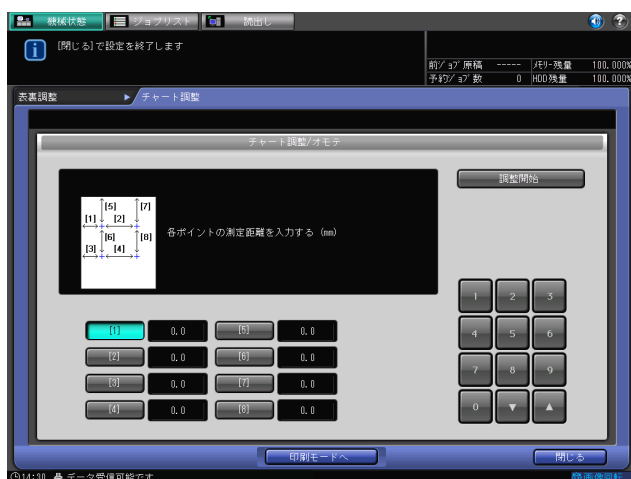 機械状態 ジョブリスト 読出し
[閉じる]で設定を終了します
前ジョブ原稿 ----- メモリー残量 100.000%
予約ジョブ数 0 HDD残量 100.000%
表裏調整 チャート調整
チャート調整/オモテ
調整開始
[5] [7]
[1] [2]
[6] [8]
[3] [4]
各ポイントの測定距離を入力する (mm)
1 2 3
[1] 0.0 [5] 0.0
4 5 6
[2] 0.0 [6] 0.0
7 8 9
[3] 0.0 [7] 0.0
0 ▼ ▲
[4] 0.0 [8] 0.0
印刷モードへ 閉じる
14:30 データ受信可能です 画像回転